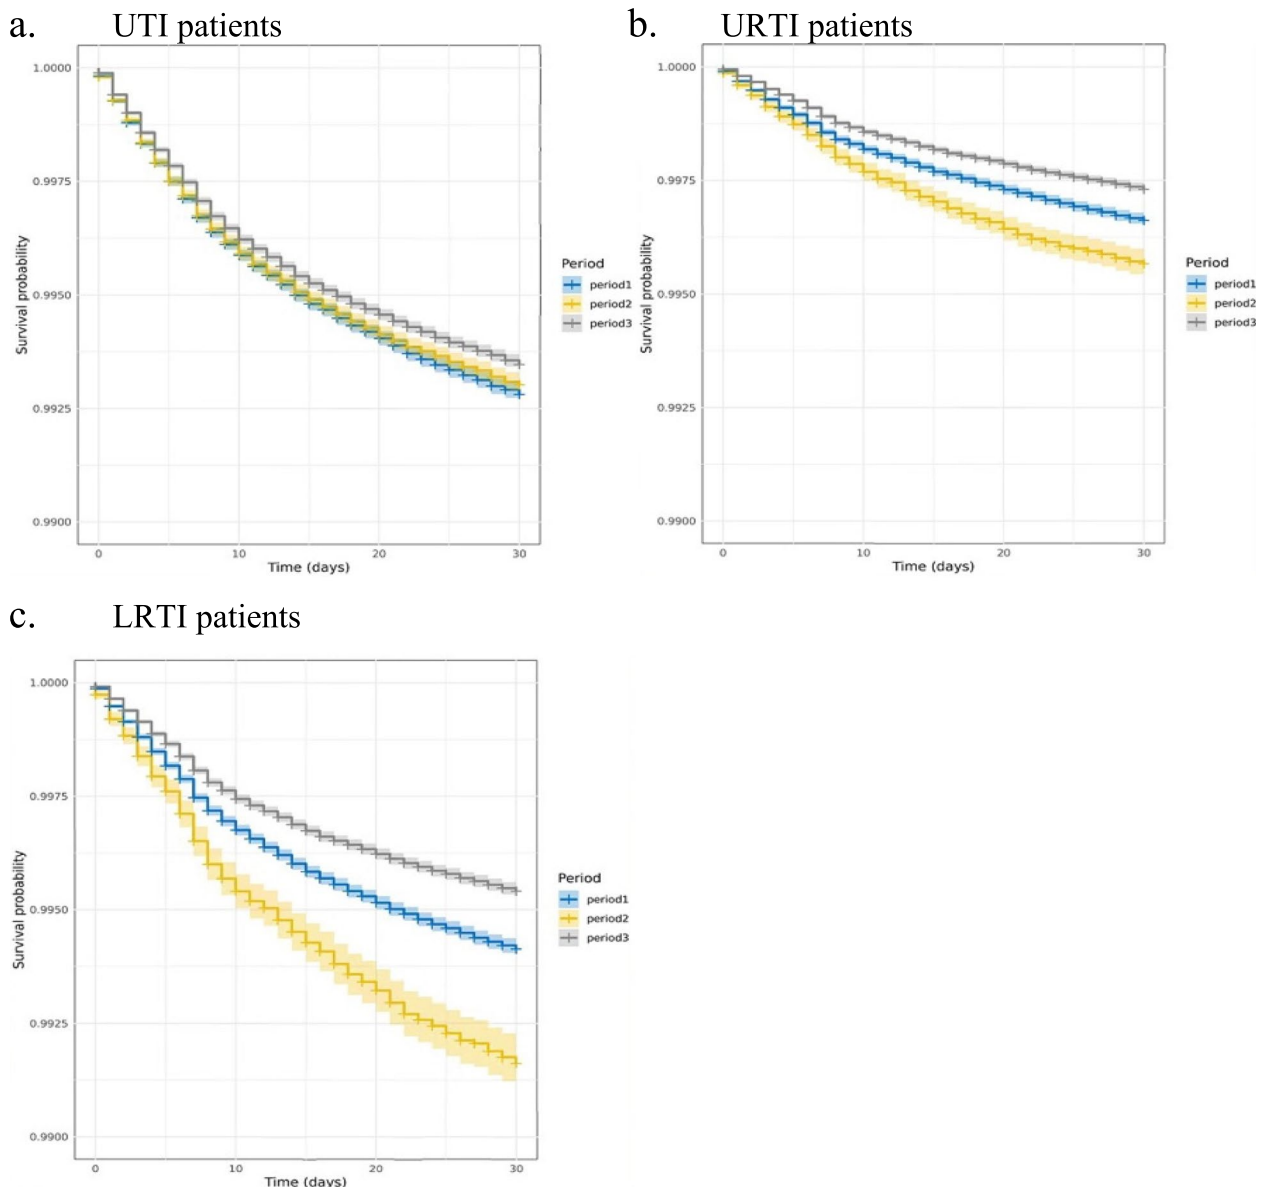 a. UTI patients
1.0000
0.9975
0.9950
0.9925
0.9900
Survival probability
0 10 20 30
Time (days)
Period
period1
period2
period3
b. URTI patients
1.0000
0.9975
0.9950
0.9925
0.9900
Survival probability
0 10 20 30
Time (days)
Period
period1
period2
period3
c. LRTI patients
1.0000
0.9975
0.9950
0.9925
0.9900
Survival probability
0 10 20 30
Time (days)
Period
period1
period2
period3